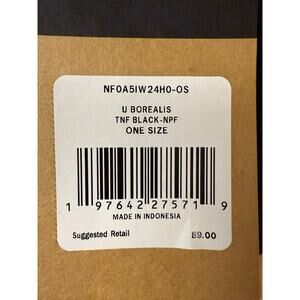 NF0A5IW24H0-OS
U BOREALIS
TNF BLACK-NPF
ONE SIZE
1 97642 27571 9
MADE IN INDONESIA
Suggested Retail 89.00